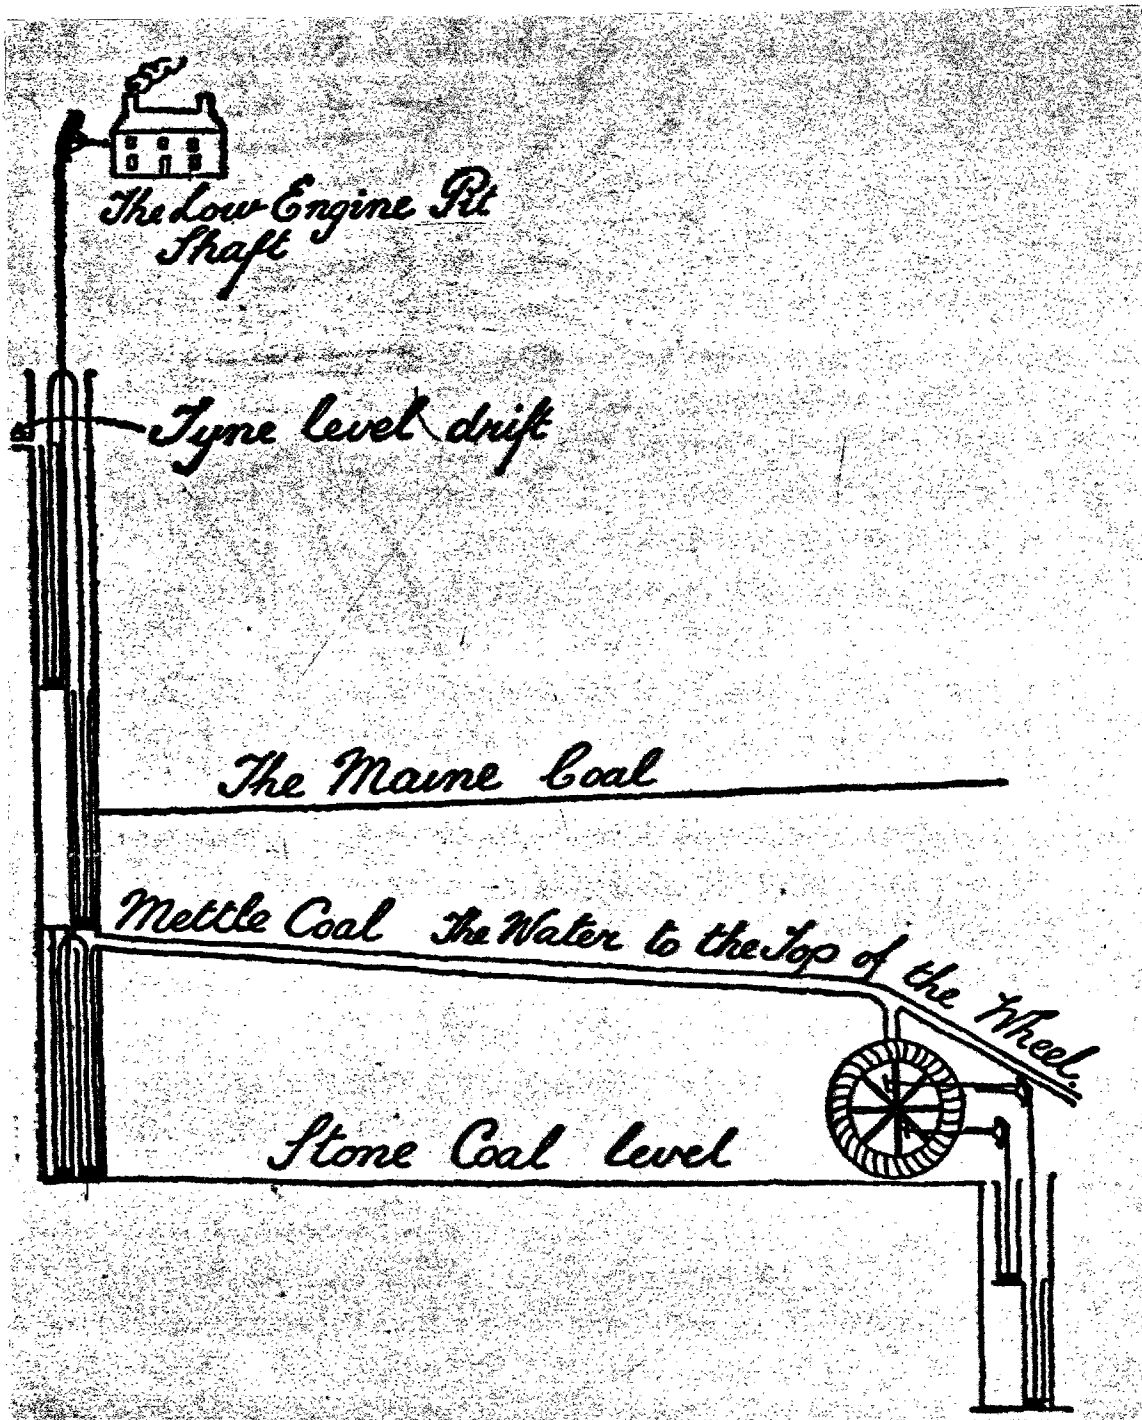 The Low Engine Pit
Shaft
Tyne level drift
The Maine Coal
Mettle Coal The Water to the Top of the Wheel.
Stone Coal level